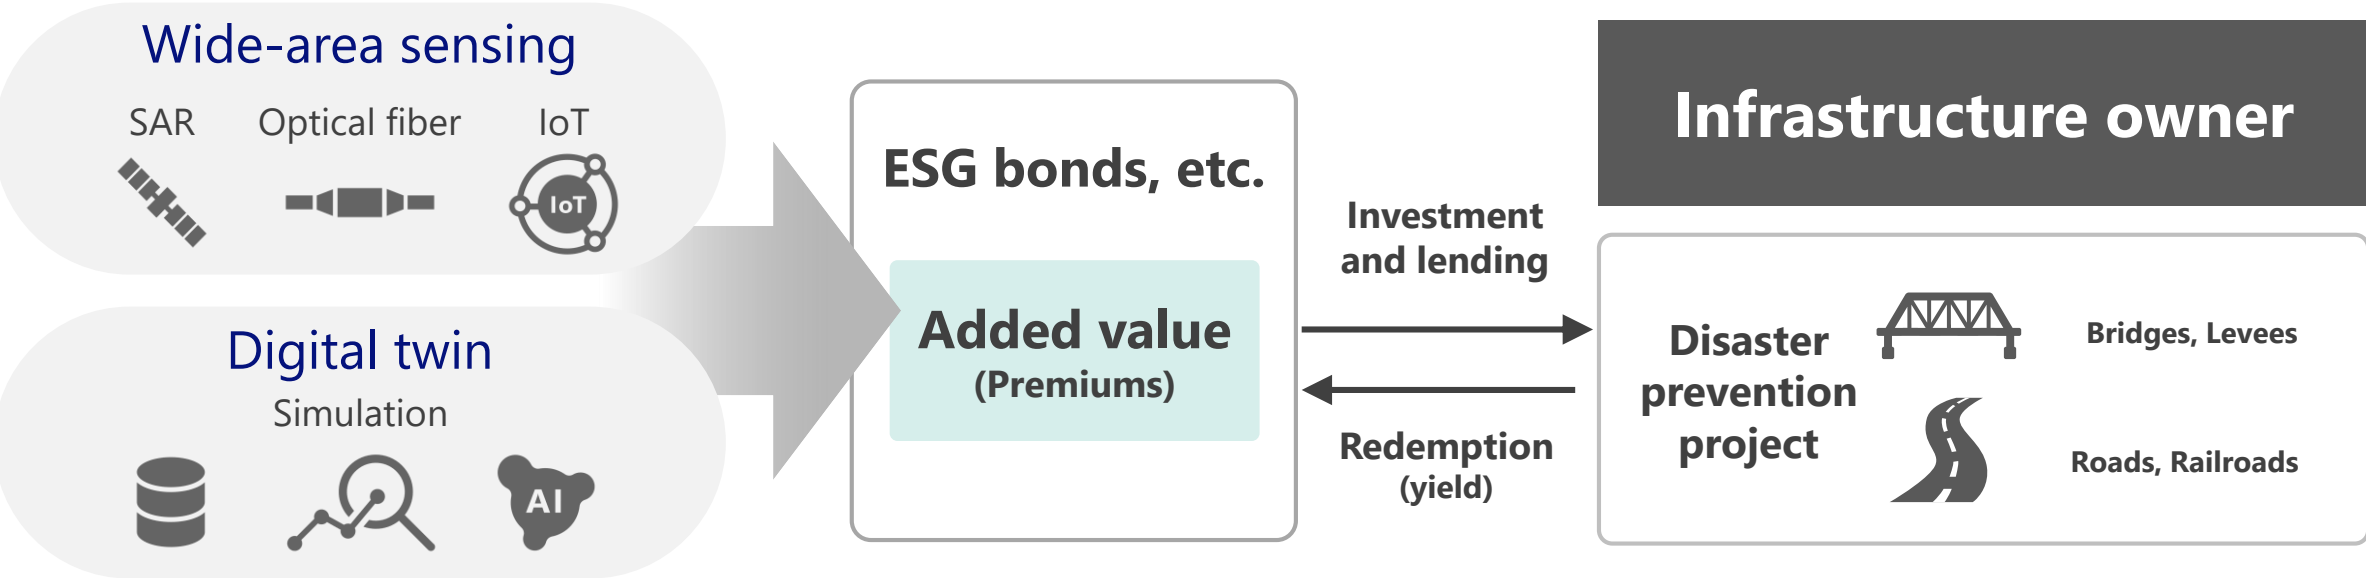 Wide-area sensing
SAR
Optical fiber
IoT
IoT
Digital twin
Simulation
AI
ESG bonds, etc.
Added value
(Premiums)
Investment
and lending
Redemption
(yield)
Infrastructure owner
Disaster
prevention
project
Bridges, Levees
Roads, Railroads